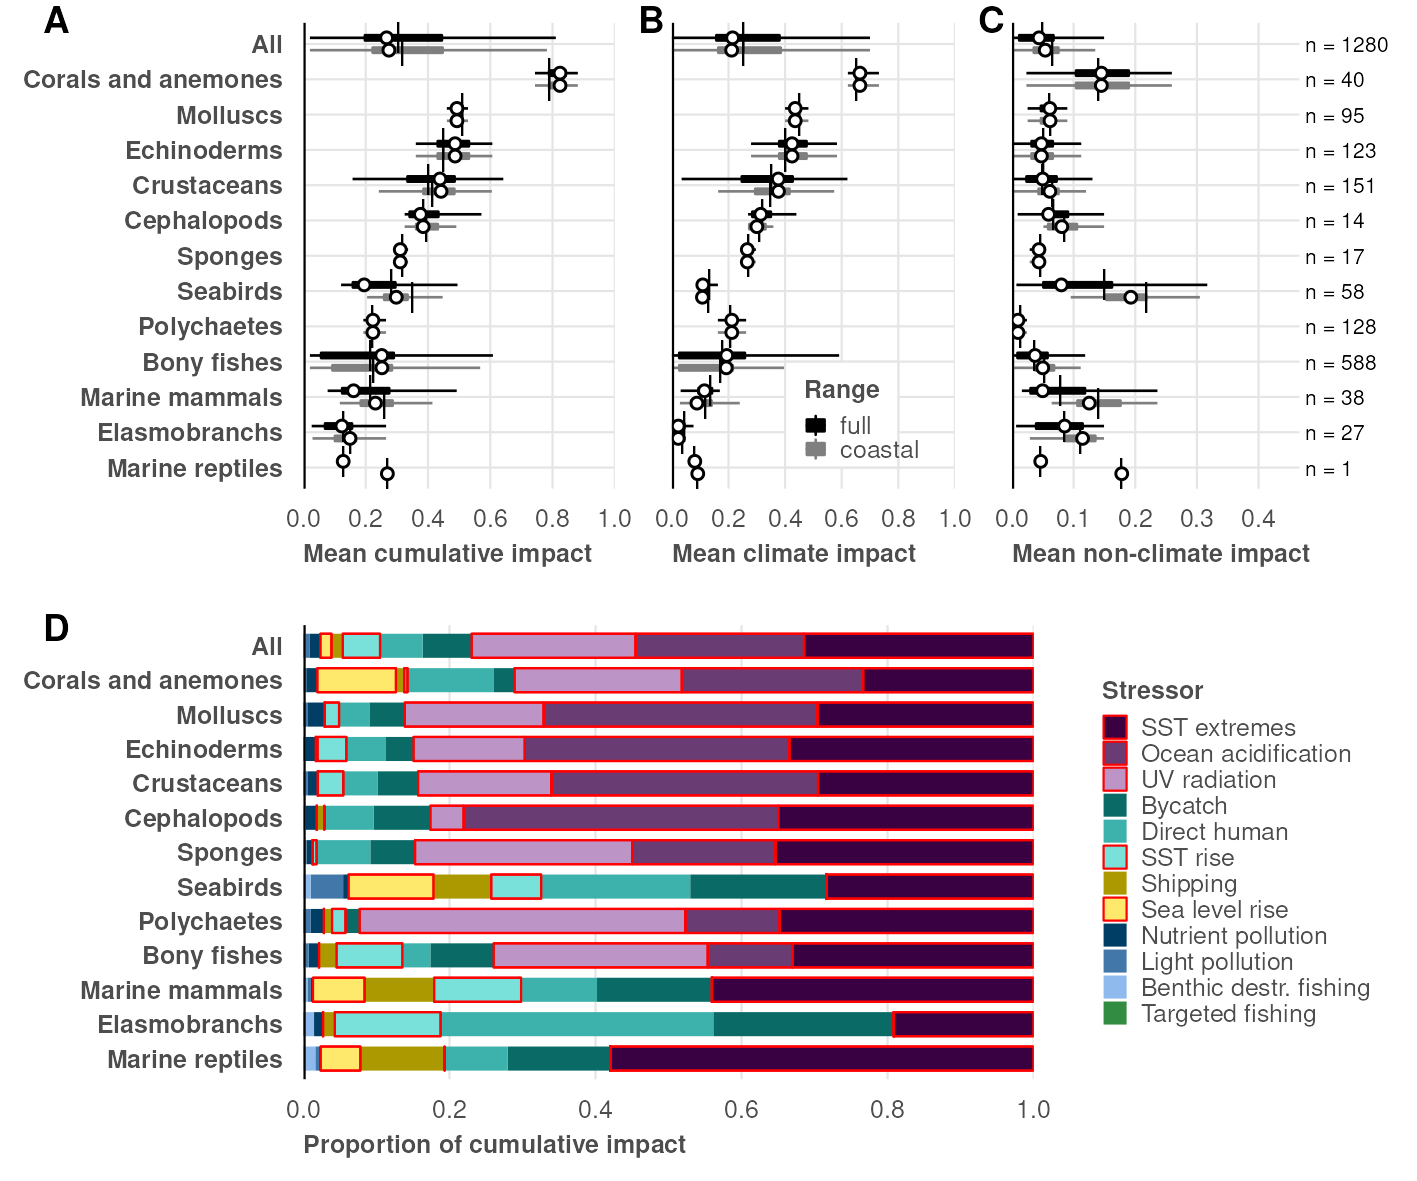 A
B
C
All
Corals and anemones
Molluscs
Echinoderms
Crustaceans
Cephalopods
Sponges
Seabirds
Polychaetes
Bony fishes
Marine mammals
Elasmobranchs
Marine reptiles
Range
full
coastal
n = 1280
n = 40
n = 95
n = 123
n = 151
n = 14
n = 17
n = 58
n = 128
n = 588
n = 38
n = 27
n = 1
0.0 0.2 0.4 0.6 0.8 1.0
0.0 0.2 0.4 0.6 0.8 1.0
0.0 0.1 0.2 0.3 0.4
Mean cumulative impact
Mean climate impact
Mean non-climate impact
D
All
Corals and anemones
Molluscs
Echinoderms
Crustaceans
Cephalopods
Sponges
Seabirds
Polychaetes
Bony fishes
Marine mammals
Elasmobranchs
Marine reptiles
0.0 0.2 0.4 0.6 0.8 1.0
Proportion of cumulative impact
Stressor
SST extremes
Ocean acidification
UV radiation
Bycatch
Direct human
SST rise
Shipping
Sea level rise
Nutrient pollution
Light pollution
Benthic destr. fishing
Targeted fishing